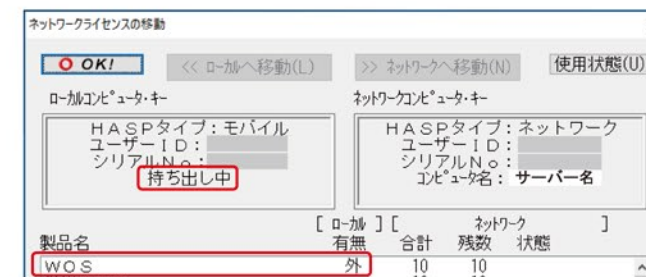 ネットワークライセンスの移動
OK! << ローカルへ移動(L) >> ネットワークへ移動(N) 使用状態(U)
ローカルコンピュータ・キー ネットワークコンピュータ・キー
HASPタイプ:モバイル HASPタイプ:ネットワーク
ユーザーID: ユーザーID:
シリアルNo: シリアルNo:
持ち出し中 コンピュータ名: サーバー名
[ ローカル ] [ ネットワーク ]
製品名 有無 合計 残数 状態
WOS 外 10 10